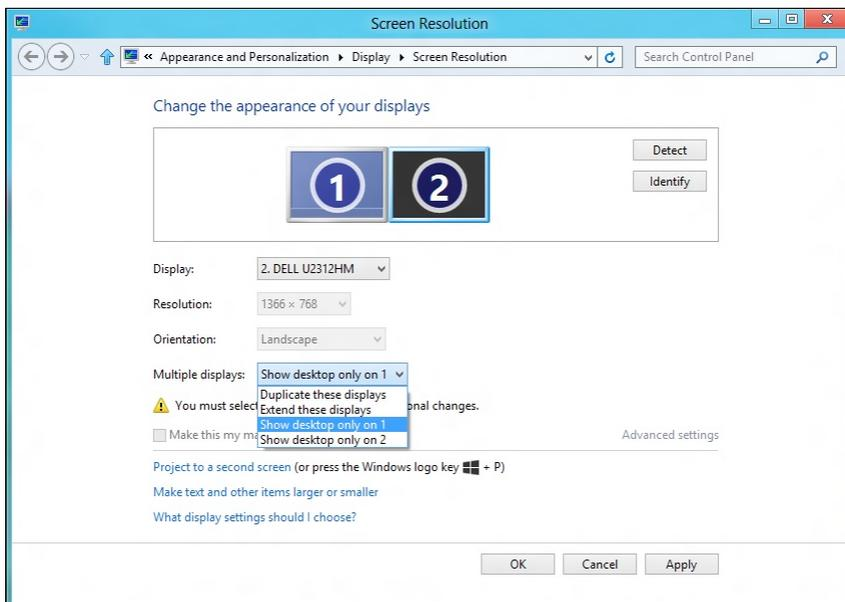 Screen Resolution
« Appearance and Personalization Display Screen Resolution
Search Control Panel
Change the appearance of your displays
1 2
Detect
Identify
Display: 2. DELL U2312HM
Resolution: 1366 × 768
Orientation: Landscape
Multiple displays: Show desktop only on 1
Duplicate these displays
You must select onal changes.
Extend these displays
Show desktop only on 1
Make this my ma
Show desktop only on 2
Advanced settings
Project to a second screen (or press the Windows logo key + P)
Make text and other items larger or smaller
What display settings should I choose?
OK Cancel Apply